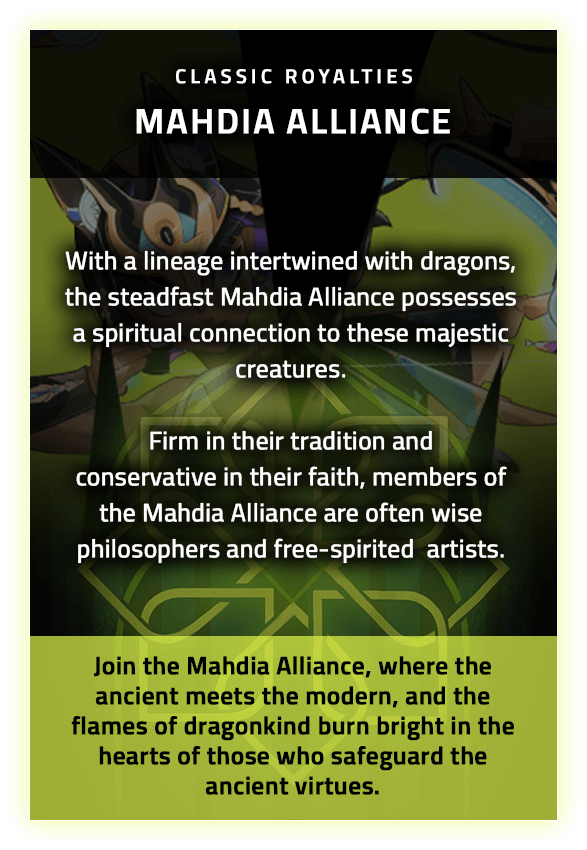 CLASSIC ROYALTIES
MAHDIA ALLIANCE
With a lineage intertwined with dragons,
the steadfast Mahdia Alliance possesses
a spiritual connection to these majestic
creatures.
Firm in their tradition and
conservative in their faith, members of
the Mahdia Alliance are often wise
philosophers and free-spirited  artists.
Join the Mahdia Alliance, where the
ancient meets the modern, and the
flames of dragonkind burn bright in the
hearts of those who safeguard the
ancient virtues.